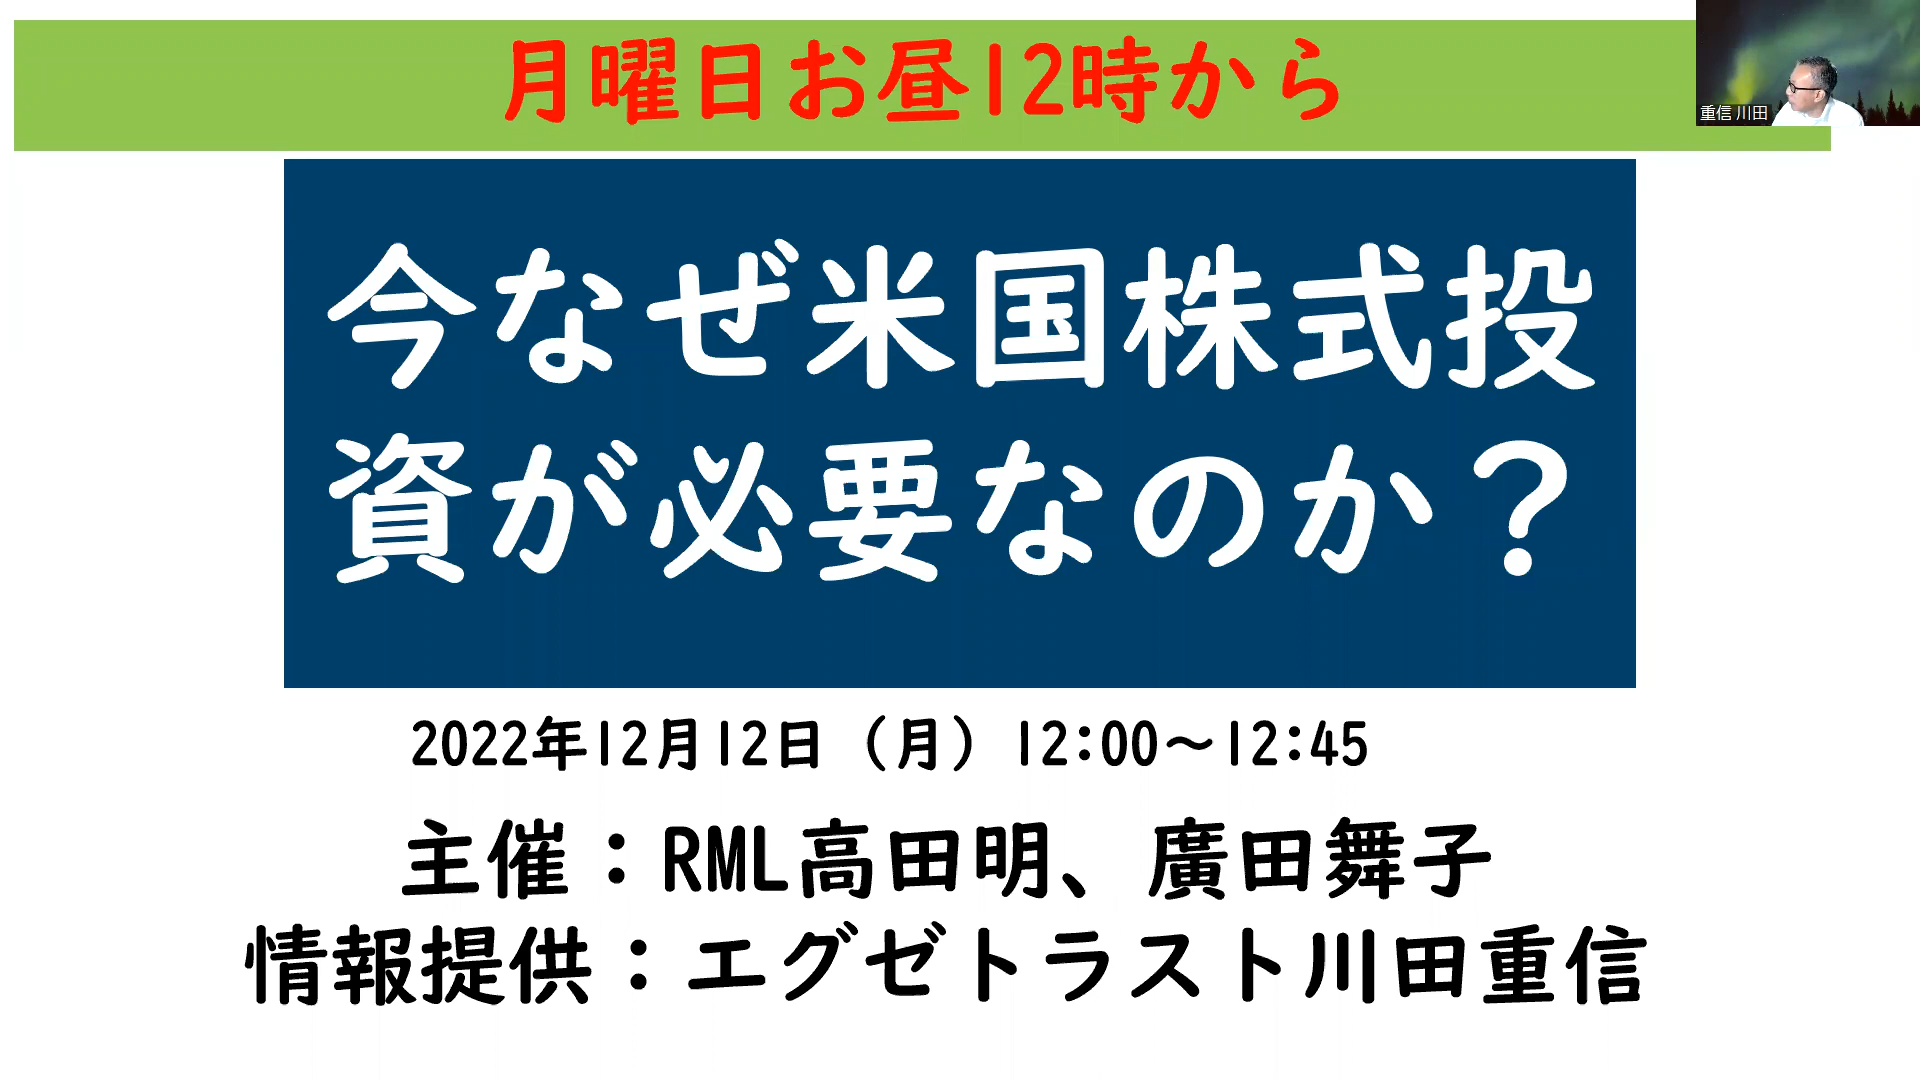 月曜日お昼12時から
重信 川田
今なぜ米国株式投
資が必要なのか？
2022年12月12日（月）12:00～12:45
主催：RML高田明、廣田舞子
情報提供：エグゼトラスト川田重信